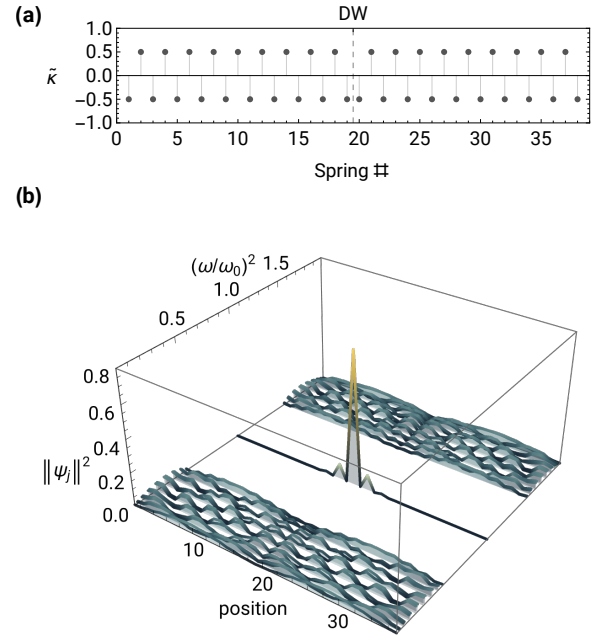 (a)
DW
1.0
0.5
κ̃
0.0
−0.5
−1.0
0 5 10 15 20 25 30 35
Spring ♯
(b)
(ω/ω₀)² 1.5
1.0
0.5
0.8
0.6
0.4
‖ψⱼ‖² 0.2
0.0
10
20
position
30